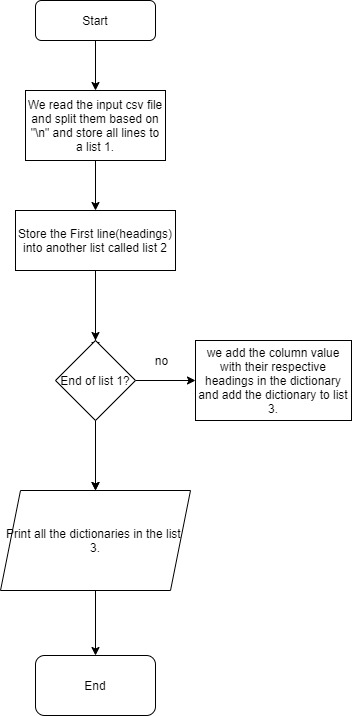 Start
We read the input csv file
and split them based on
"\n" and store all lines to
a list 1.
Store the First line(headings)
into another list called list 2
End of list 1?
no
we add the column value
with their respective
headings in the dictionary
and add the dictionary to list
3.
Print all the dictionaries in the list
3.
End